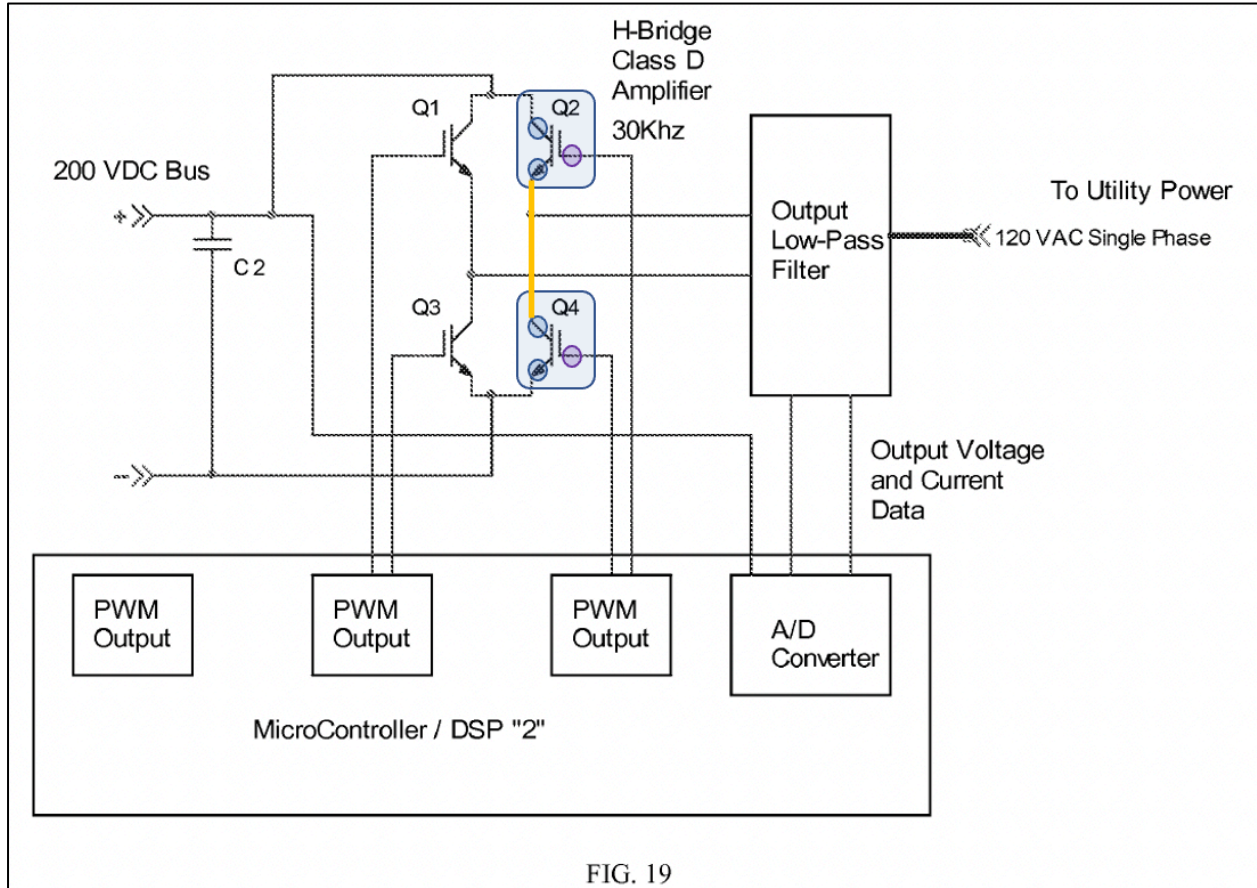 H-Bridge
Class D
Amplifier
30Khz
Q1
Q2
200 VDC Bus
+
C 2
Q3
Q4
--
Output
Low-Pass
Filter
To Utility Power
120 VAC Single Phase
Output Voltage
and Current
Data
PWM
Output
PWM
Output
PWM
Output
A/D
Converter
MicroController / DSP "2"
FIG. 19